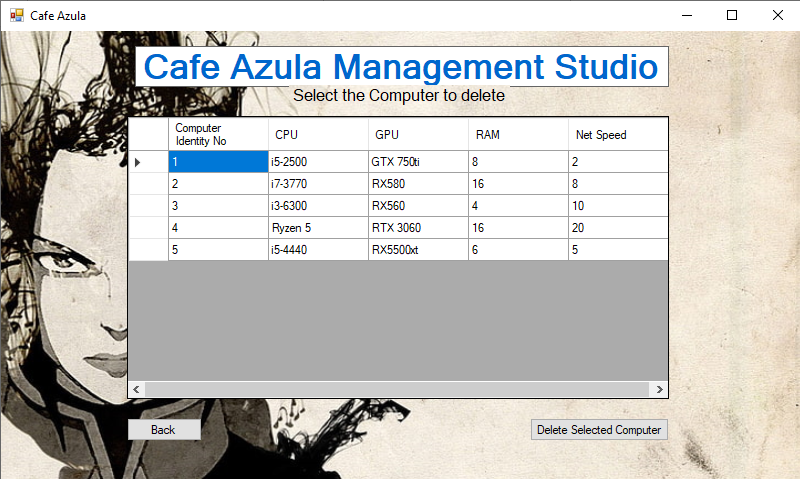 Cafe Azula
Cafe Azula Management Studio
Select the Computer to delete
Computer Identity No CPU GPU RAM Net Speed
1 i5-2500 GTX 750ti 8 2
2 i7-3770 RX580 16 8
3 i3-6300 RX560 4 10
4 Ryzen 5 RTX 3060 16 20
5 i5-4440 RX5500xt 6 5
Back Delete Selected Computer